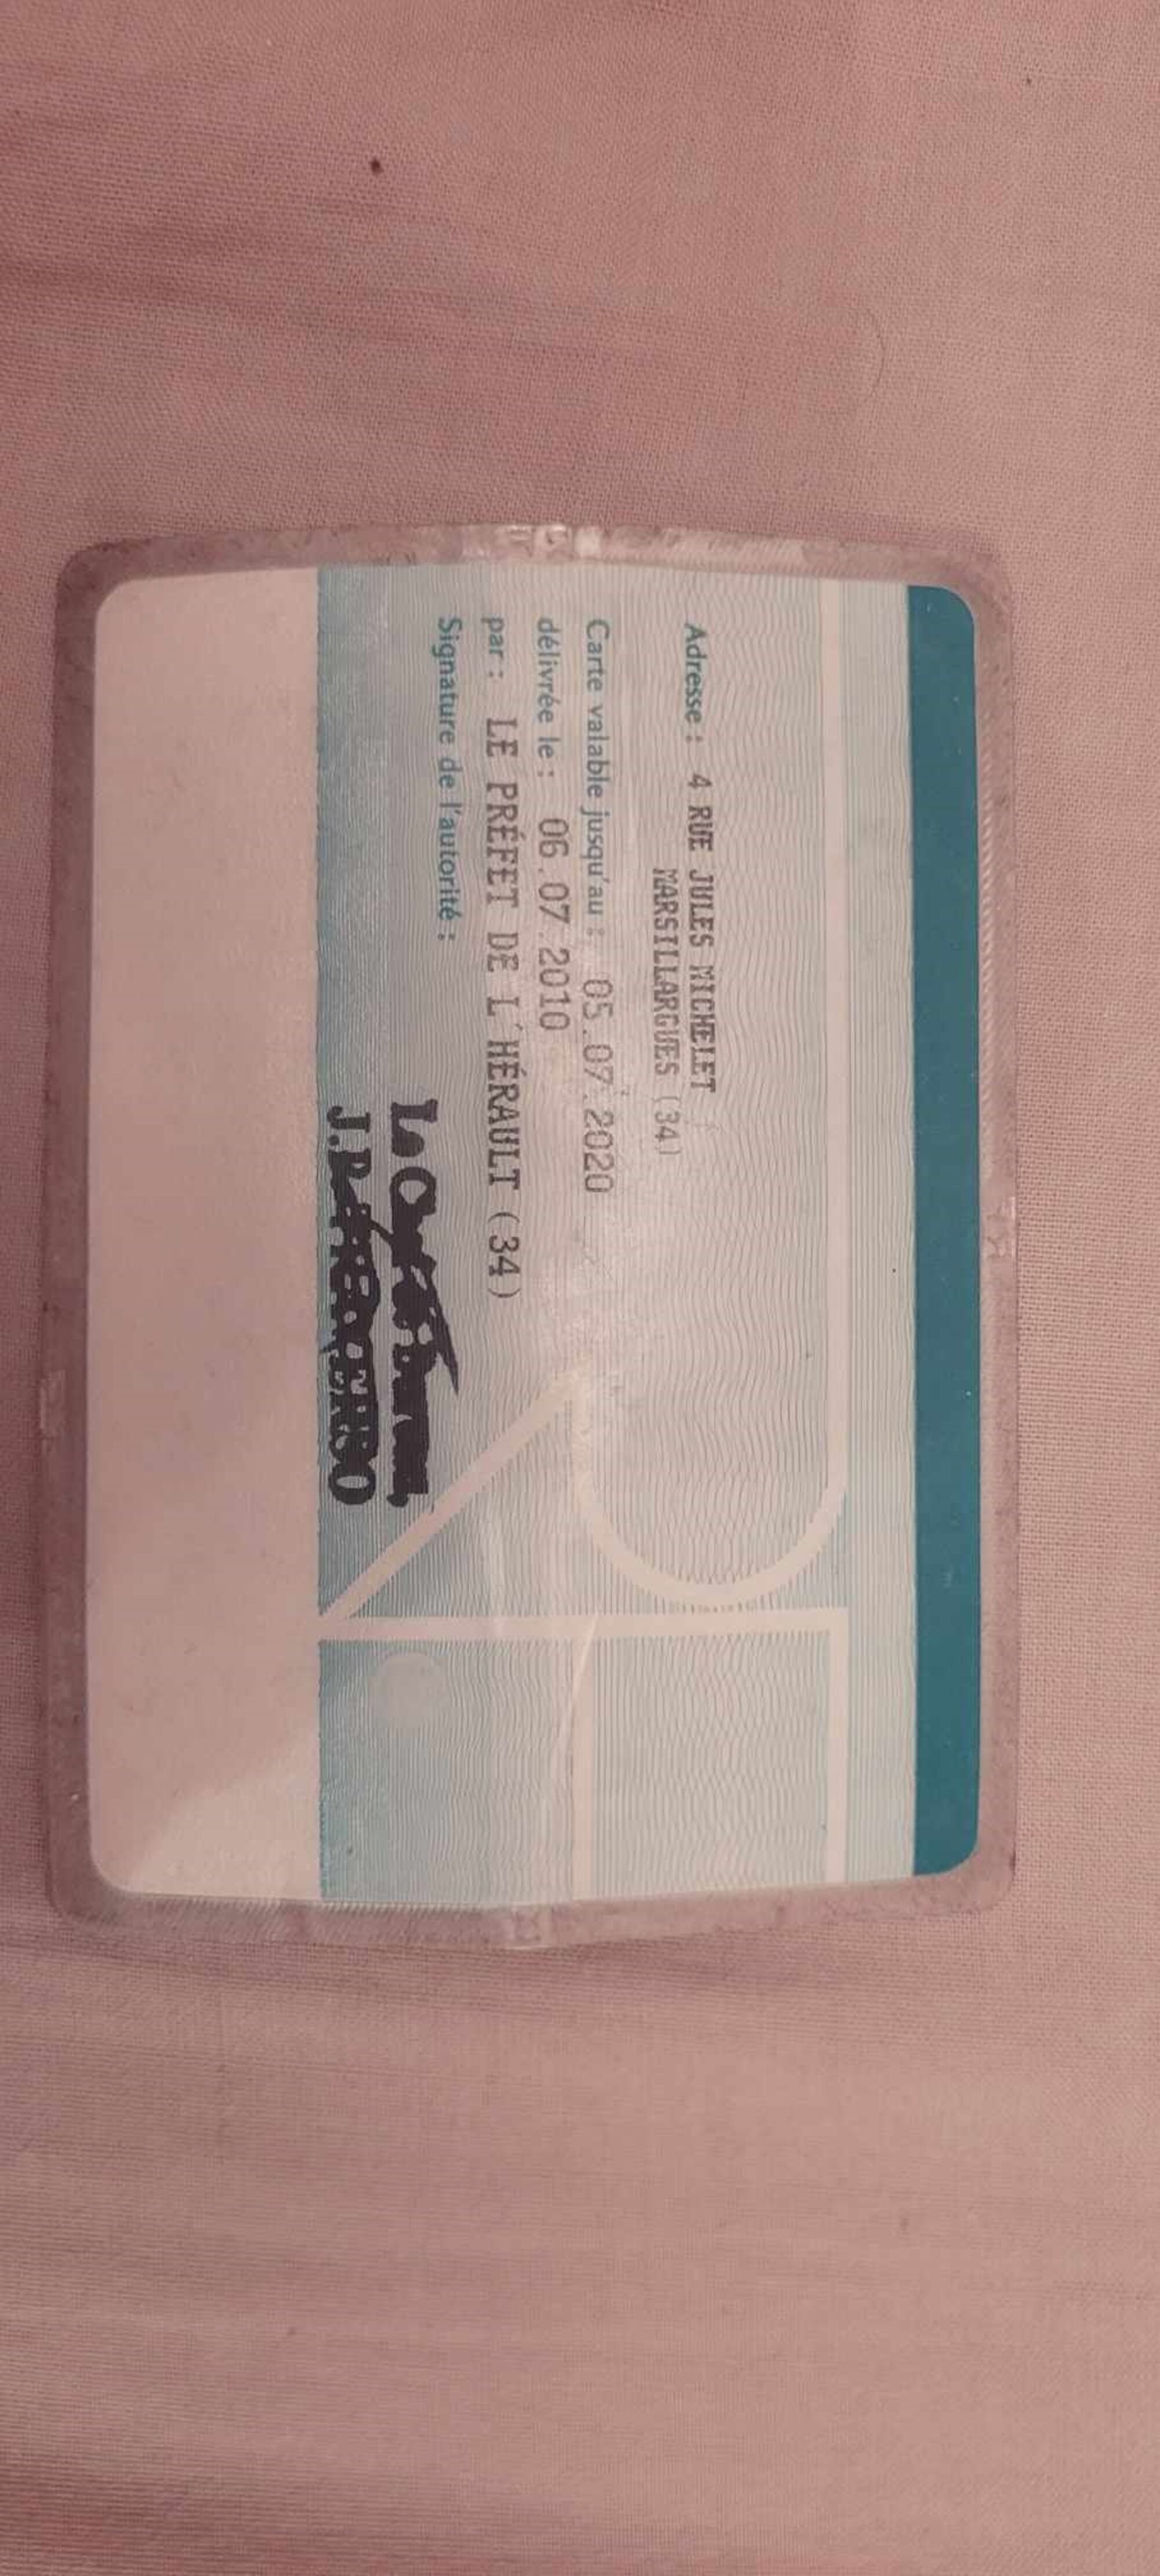 Adresse : 4 RUE JULES MICHELET
MARSILLARGUES (34)
Carte valable jusqu'au : 05.07.2020
délivrée le : 06.07.2010
par : LE PRÉFET DE L'HÉRAULT (34)
Signature de l'autorité :